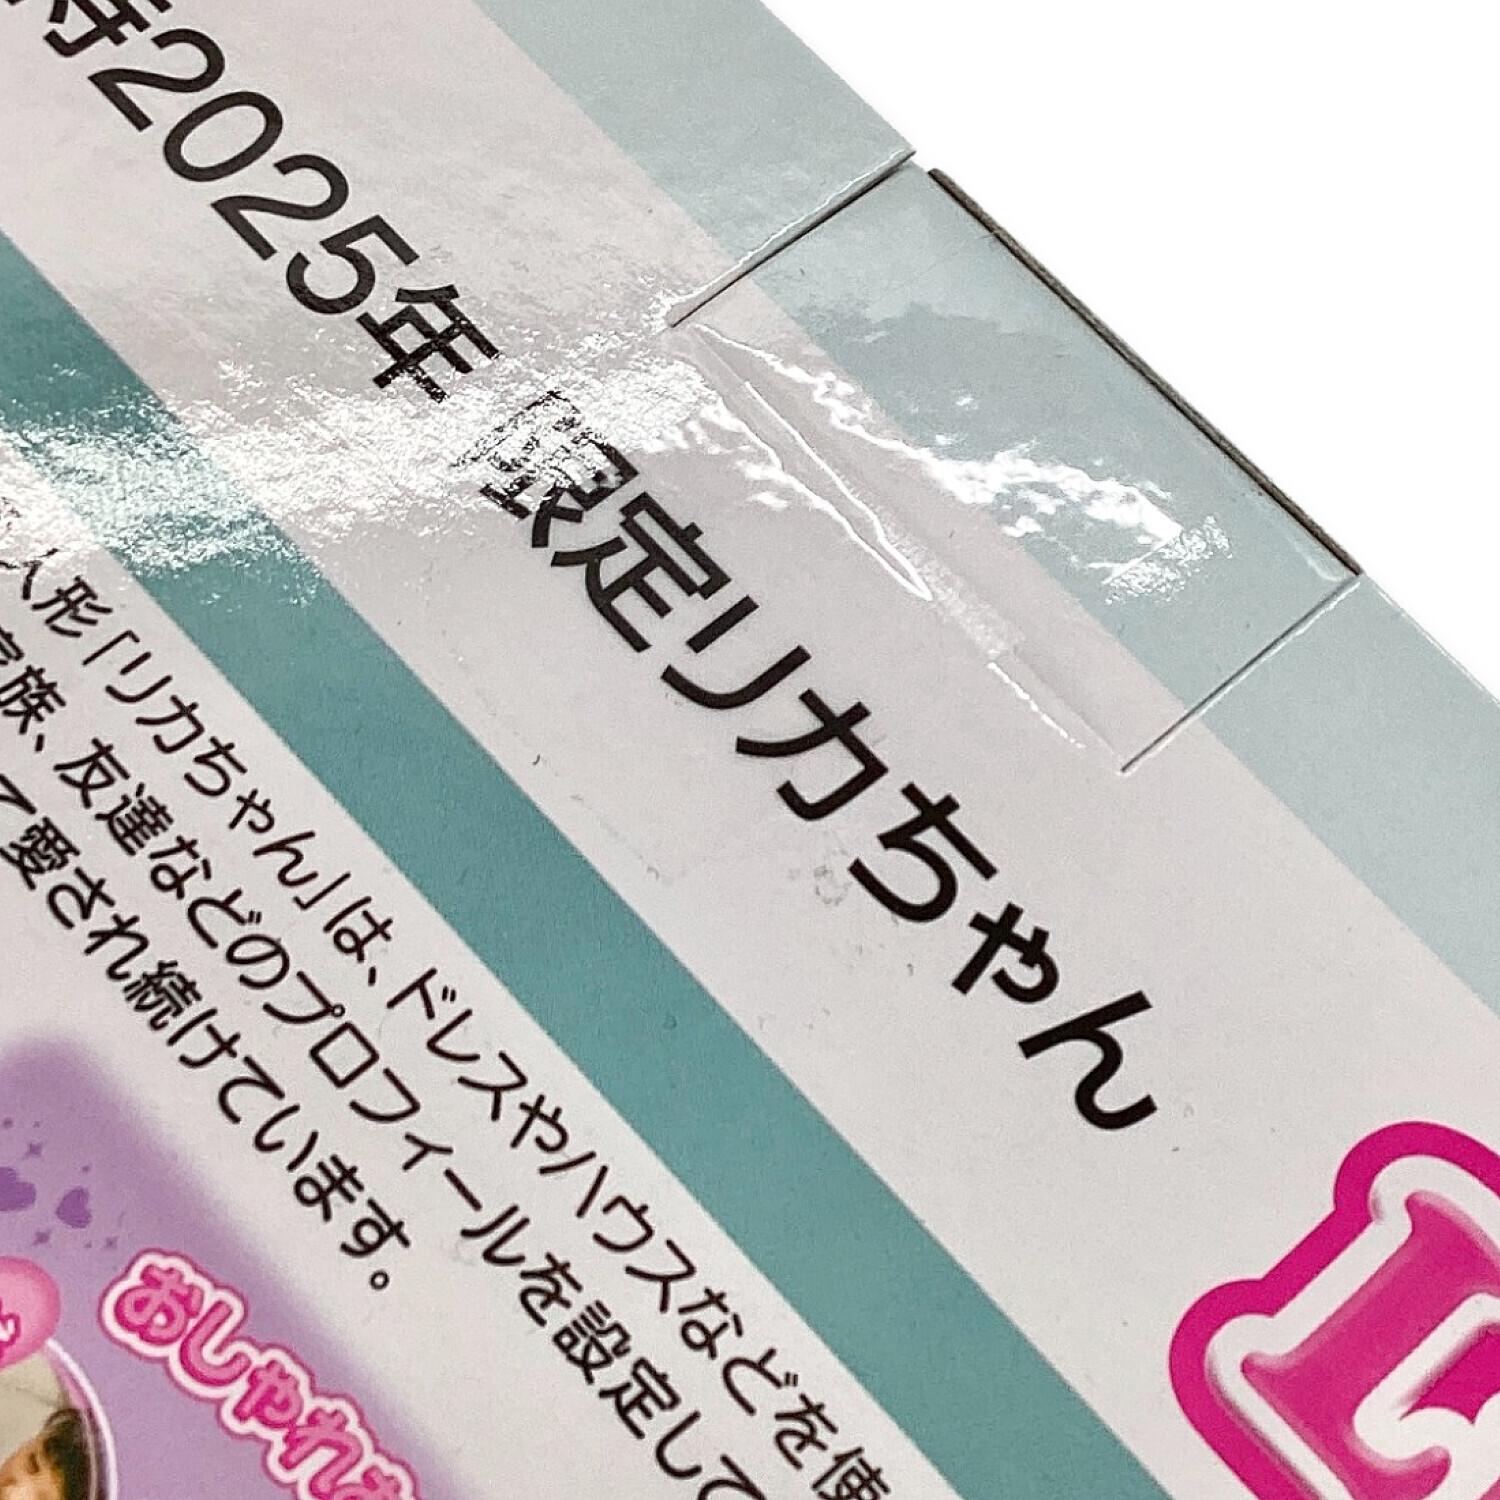 2025年 限定リカちゃん
人形「リカちゃん」は、ドレスやハウスなどを使
家族、友達などのプロフィールを設定して
て愛され続けています。
おしゃれな
L